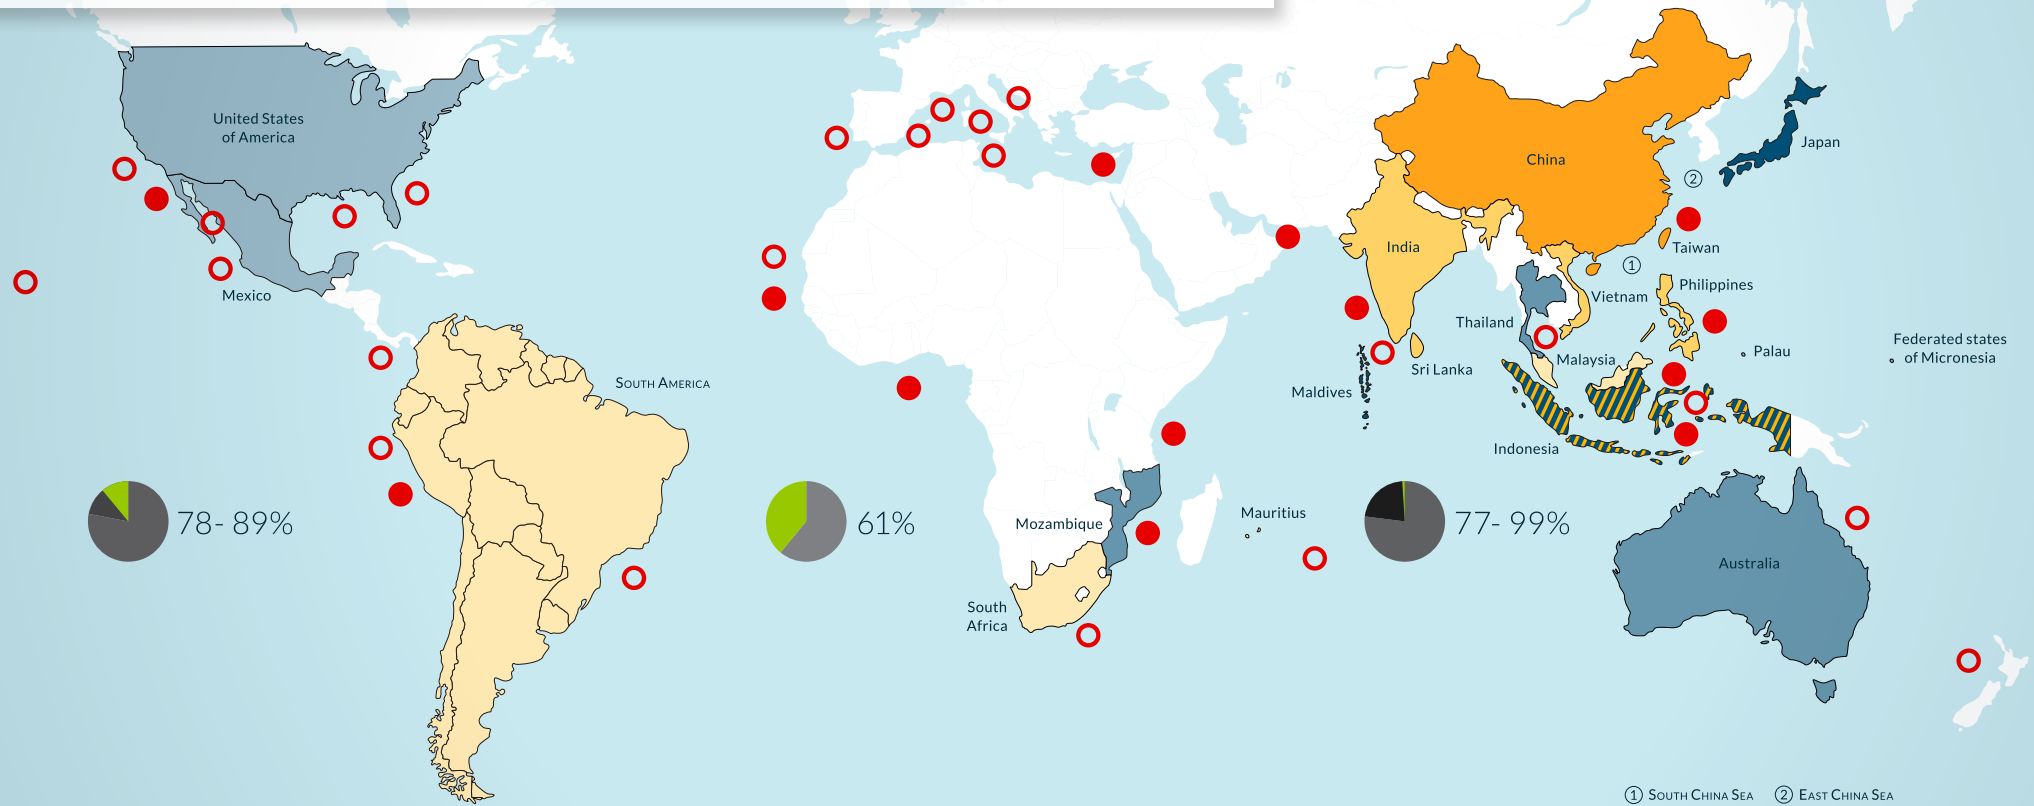 United States
of America
Mexico
SOUTH AMERICA
78- 89%
61%
Mozambique
South
Africa
Mauritius
77- 99%
China
Japan
2
India
Taiwan
1
Philippines
Vietnam
Thailand
Malaysia
Palau
Federated states
of Micronesia
Sri Lanka
Maldives
Indonesia
Australia
1 SOUTH CHINA SEA 2 EAST CHINA SEA